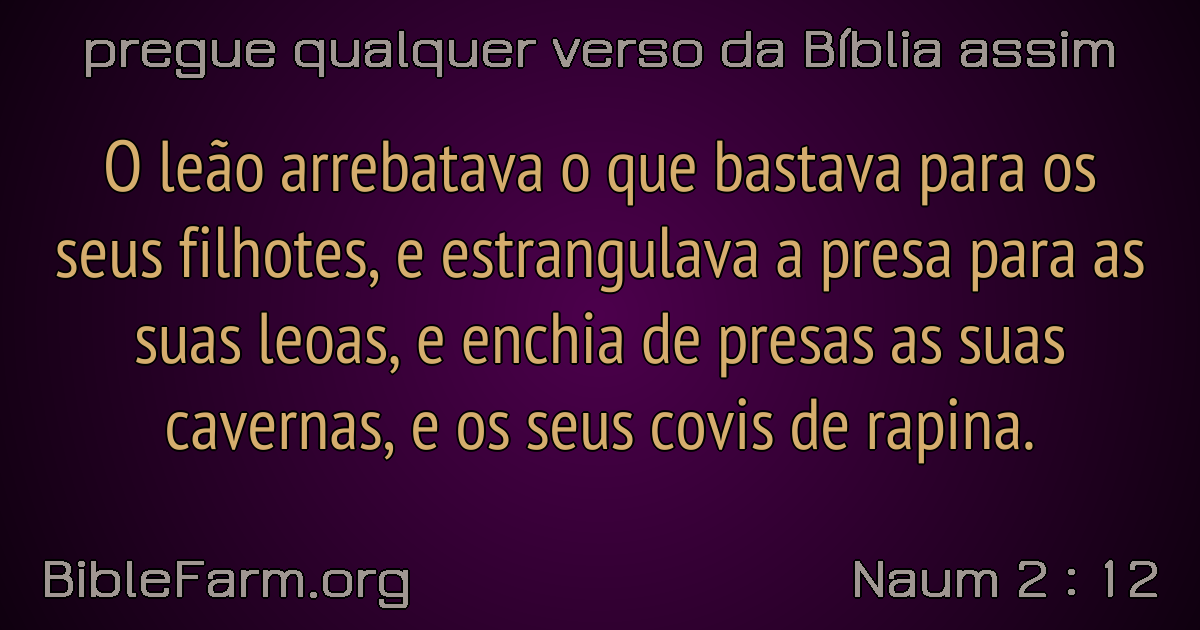 pregue qualquer verso da Bíblia assim
O leão arrebatava o que bastava para os
seus filhotes, e estrangulava a presa para as
suas leoas, e enchia de presas as suas
cavernas, e os seus covis de rapina.
BibleFarm.org
Naum 2 : 12